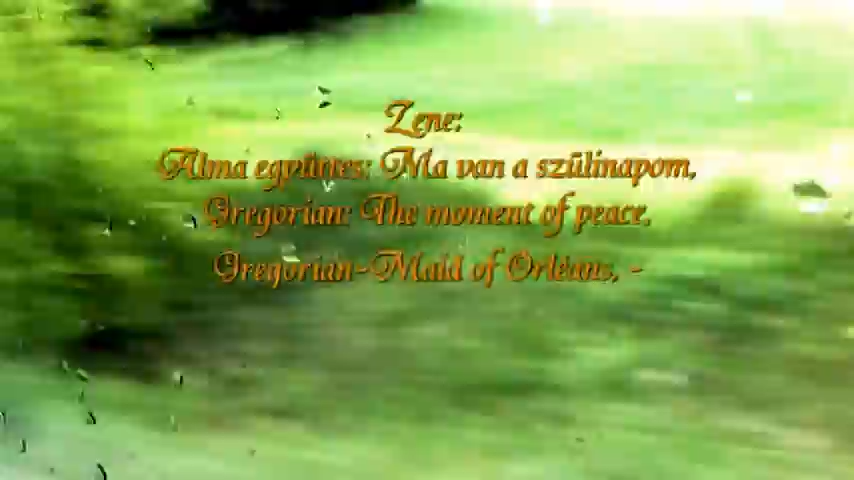 Zene:
Alma együttes: Ma van a szülinapom,
Gregorian: The moment of peace,
Gregorian-Maid of Orléans, -